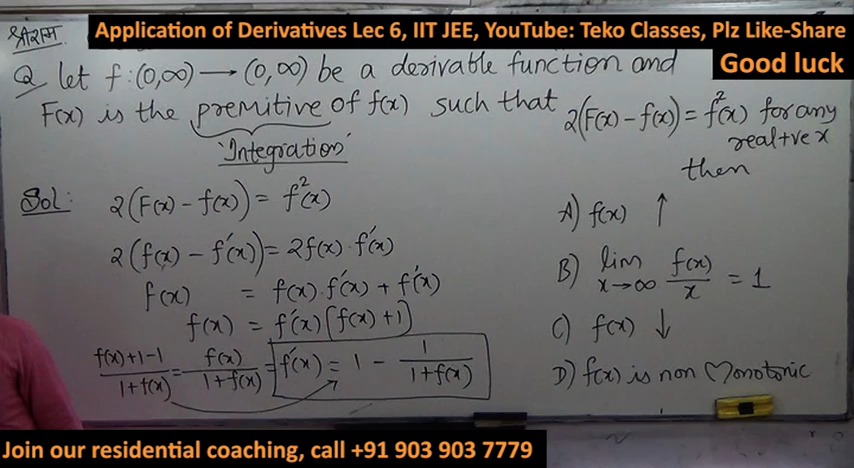 श्रीराम
Application of Derivatives Lec 6, IIT JEE, YouTube: Teko Classes, Plz Like-Share
Good luck
Q let f:(0,∞) → (0,∞) be a derivable function and
F(x) is the premitive of f(x) such that 2(F(x) - f(x)) = f²(x) for any
real +ve x
'Integration'
then
Sol: 2(F(x) - f(x)) = f²(x)
2(f(x) - f'(x)) = 2f(x)·f'(x)
f(x) = f(x)·f'(x) + f'(x)
f(x) = f'(x)[f(x)+1]
(f(x)+1-1)/(1+f(x)) = f(x)/(1+f(x)) = f'(x) = 1 - 1/(1+f(x))
A) f(x) ↑
B) lim x→∞ f(x)/x = 1
C) f(x) ↓
D) f(x) is non Monotonic
Join our residential coaching, call +91 903 903 7779